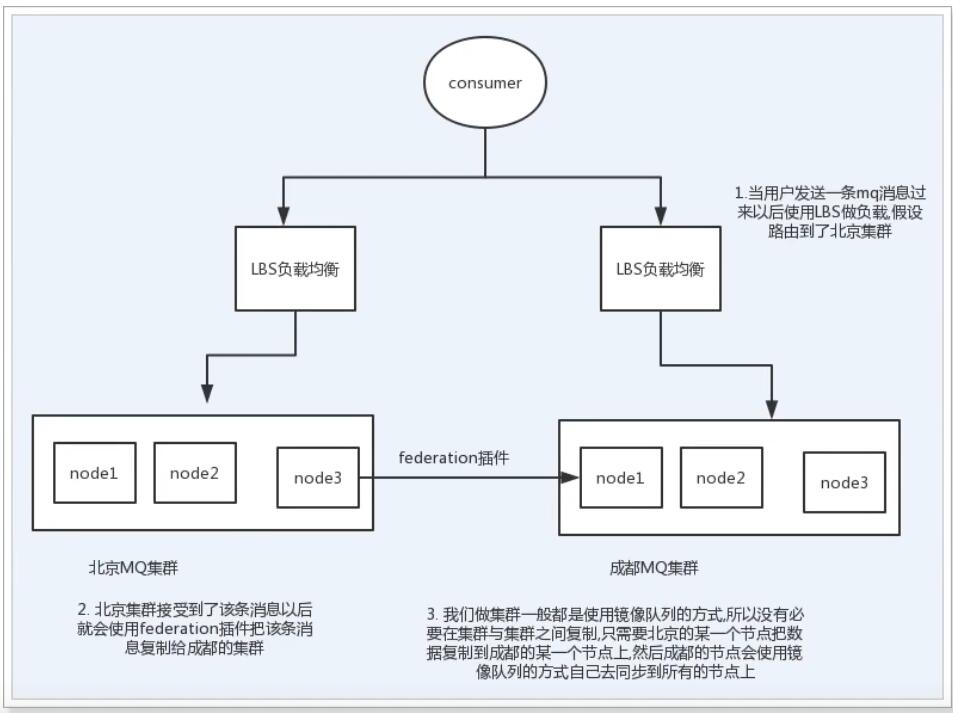 consumer
1.当用户发送一条mq消息过
来以后使用LBS做负载,假设
路由到了北京集群
LBS负载均衡
LBS负载均衡
node1
node2
node3
federation插件
node1
node2
node3
北京MQ集群
成都MQ集群
2. 北京集群接受到了该条消息以后
就会使用federation插件把该条消
息复制给成都的集群
3. 我们做集群一般都是使用镜像队列的方式,所以没有必
要在集群与集群之间复制,只需要北京的某一个节点把数
据复制到成都的某一个节点上,然后成都的节点会使用镜
像队列的方式自己去同步到所有的节点上